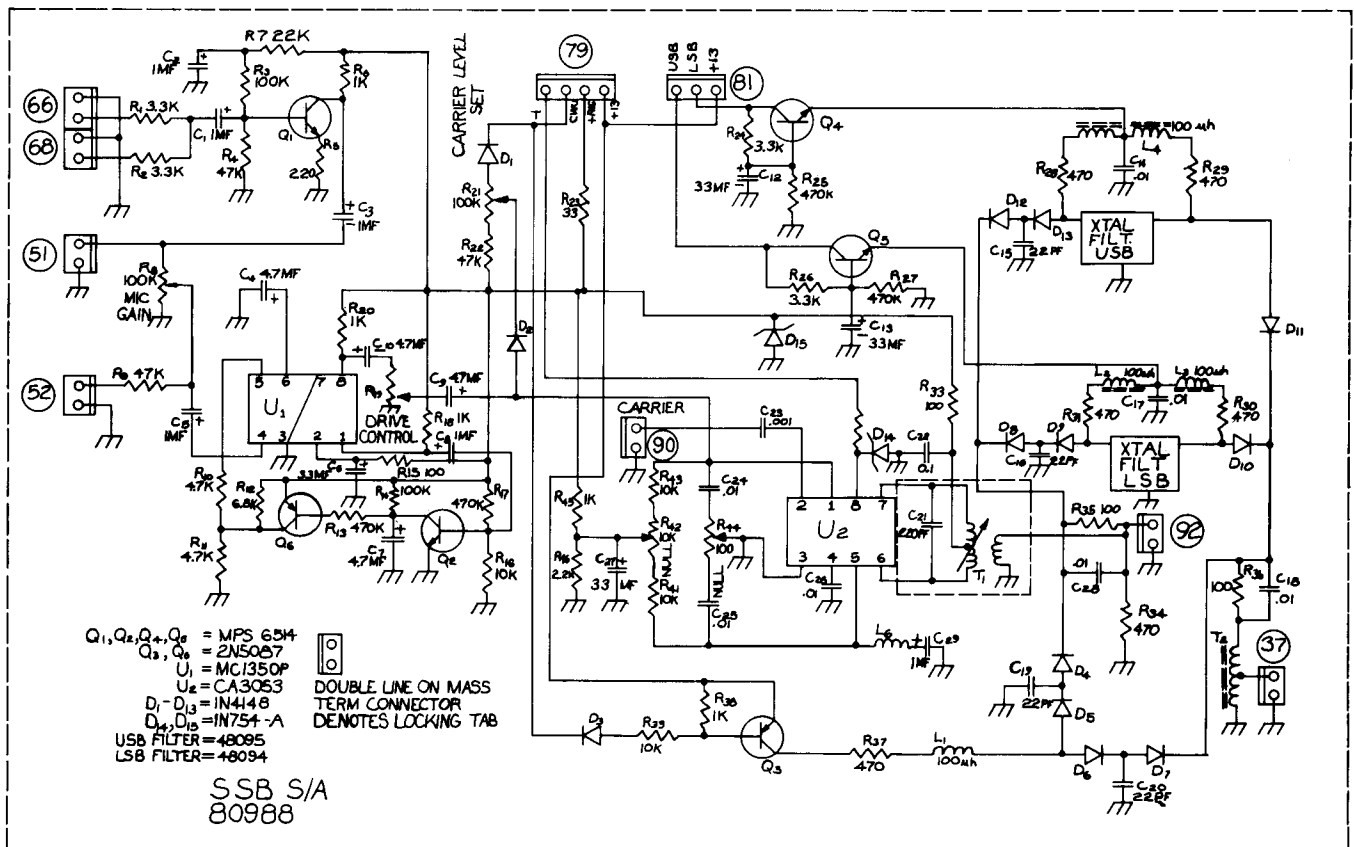 66
68
51
52
79
81
90
92
37
R7 22K
C2
1MF
R3
100K
R6
1K
R1 3.3K
C1 1MF
R2 3.3K
R4
47K
Q1
R5
220
C3
1MF
R8
100K
MIC
GAIN
C4 4.7MF
R9 47K
C5
1MF
R20
1K
C10 4.7MF
R19
DRIVE
CONTROL
5 6 7 8
U1
4 3 2 1
C9 4.7MF
R18 1K
C8 1MF
3.3MF C6
R15 100
R10
4.7K
R12
6.8K
R11
4.7K
Q6
R13
470K
R14
100K
C7
4.7MF
Q2
R17
470K
R16
10K
CARRIER LEVEL
SET
D1
R21
100K
R22
47K
D2
T
+REC
+13
R23
33
USB
LSB
+13
R24
3.3K
Q4
33MF C12
R25
470K
Q5
R26
3.3K
R27
470K
C13
33MF
D15
100 µh
L4
R28
470
C14
.01
R29
470
D12
D13
C15 22PF
XTAL
FILT.
USB
D11
L3 100µh
L2 100µh
C17 .01
R31
470
R30
470
D8
D9
C16 22PF
XTAL
FILT
LSB
D10
CARRIER
C23
.001
R33
100
D14
C22
0.1
R45 1K
R43
10K
R42
10K
NULL
R41
10K
C24
.01
R44
100
NULL
C25
.01
R46
2.2K
C27
33
MF
2 1 8 7
U2
3 4 5 6
C26
.01
C21
220PF
T1
L6
C29
1MF
R35 100
.01
C28
R34
470
R36
100
C18
.01
T2
D4
C19
22PF
D5
D3
R39
10K
R38
1K
Q3
R37
470
L1
100µh
D6
D7
C20
22PF
Q1,Q2,Q4,Q5 = MPS 6514
Q3, Q6 = 2N5087
U1 = MC1350P
U2 = CA3053
D1-D13=1N4148
D14,D15=1N754-A
USB FILTER=48095
LSB FILTER=48094
DOUBLE LINE ON MASS
TERM CONNECTOR
DENOTES LOCKING TAB
SSB S/A
80988